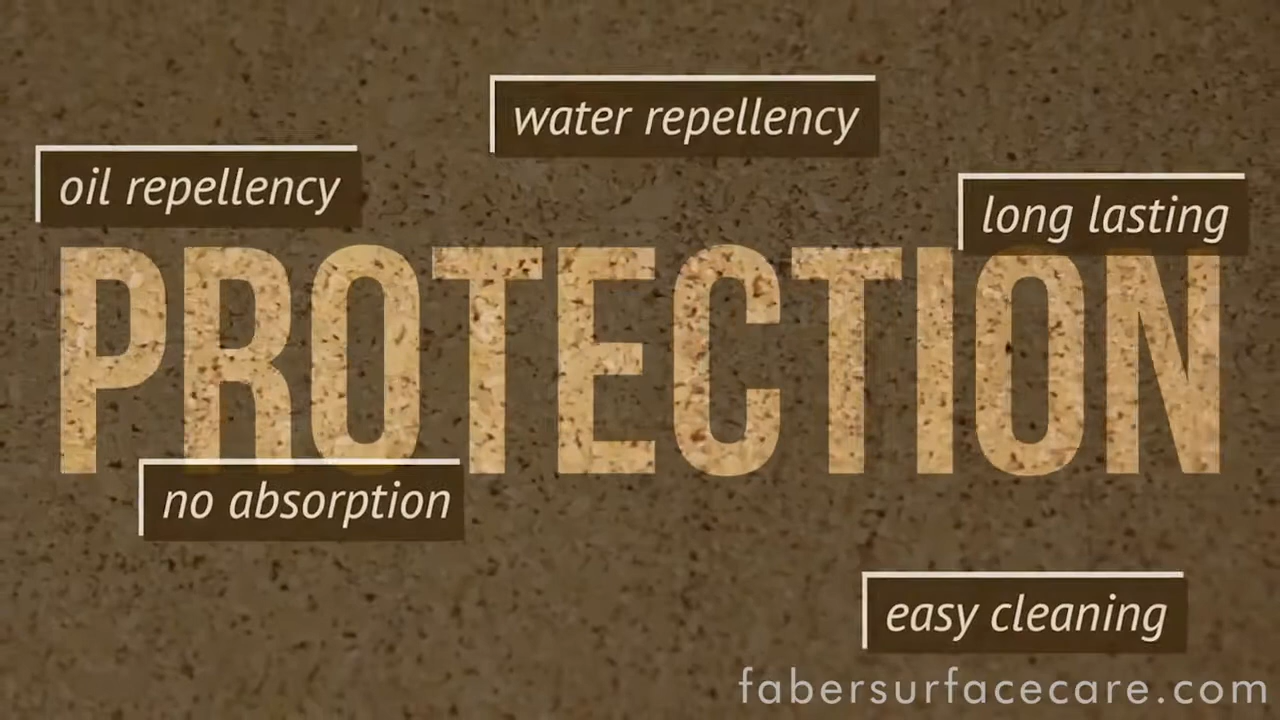 water repellency
oil repellency
long lasting
PROTECTION
no absorption
easy cleaning
fabersurfacecare.com